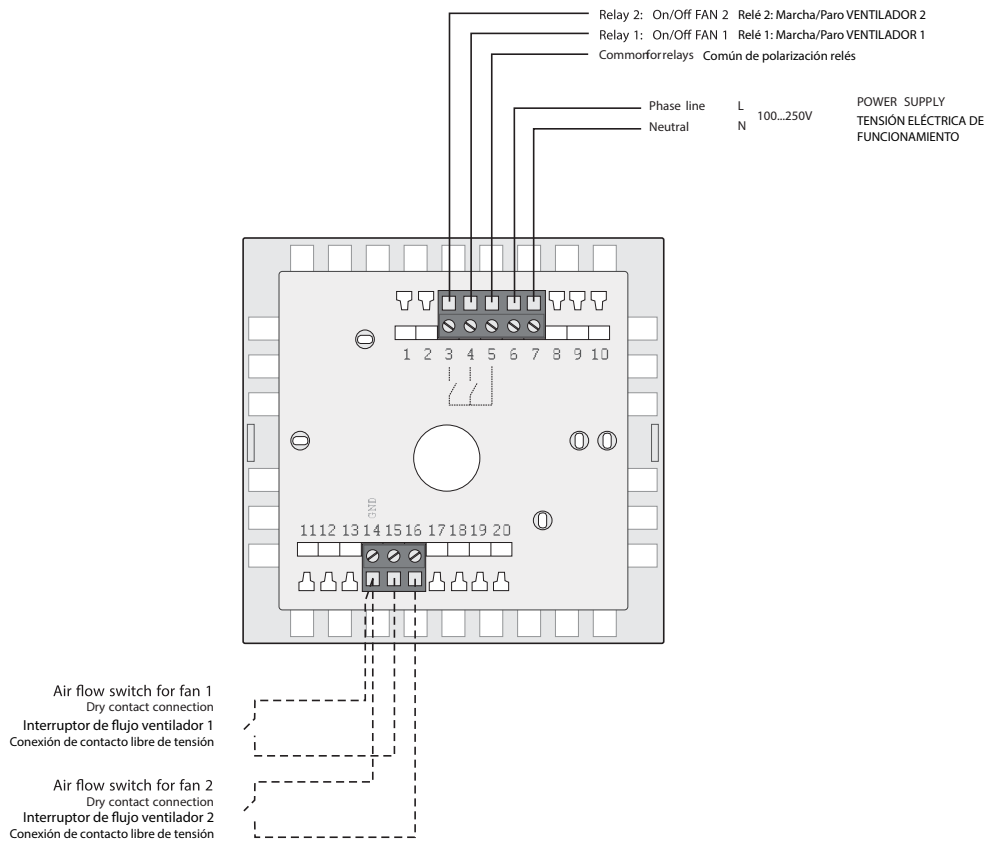 Relay 2: On/Off FAN 2 Relé 2: Marcha/Paro VENTILADOR 2
Relay 1: On/Off FAN 1 Relé 1: Marcha/Paro VENTILADOR 1
Commonforrelays Común de polarización relés
Phase line L
100...250V
Neutral N
POWER SUPPLY
TENSIÓN ELÉCTRICA DE
FUNCIONAMIENTO
1 2 3 4 5 6 7 8 9 10
GND
11 12 13 14 15 16 17 18 19 20
Air flow switch for fan 1
Dry contact connection
Interruptor de flujo ventilador 1
Conexión de contacto libre de tensión
Air flow switch for fan 2
Dry contact connection
Interruptor de flujo ventilador 2
Conexión de contacto libre de tensión